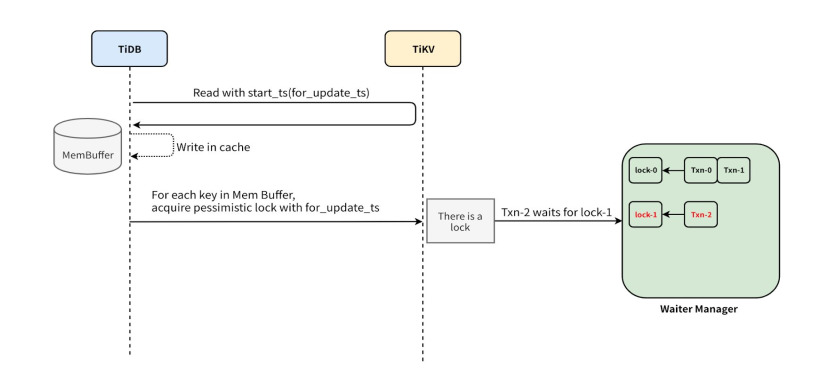 TiDB
TiKV
Read with start_ts(for_update_ts)
MemBuffer
Write in cache
For each key in Mem Buffer,
acquire pessimistic lock with for_update_ts
There is a
lock
Txn-2 waits for lock-1
lock-0
Txn-0
Txn-1
lock-1
Txn-2
Waiter Manager